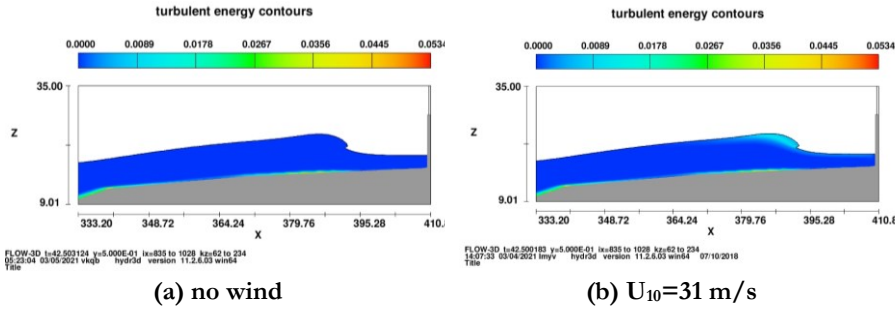 turbulent energy contours
0.0000 0.0089 0.0178 0.0267 0.0356 0.0445 0.0534
35.00
Z
9.01
333.20 348.72 364.24 379.76 395.28 410.8
X
FLOW-3D t=42.503124 y=5.000E-01 ix=835 to 1028 kz=62 to 234
05:23:04 03/05/2021 vkqb hydr3d version 11.2.6.03 win64
Title
(a) no wind
turbulent energy contours
0.0000 0.0089 0.0178 0.0267 0.0356 0.0445 0.0534
35.00
Z
9.01
333.20 348.72 364.24 379.76 395.28 410.8
X
FLOW-3D t=42.500183 y=5.000E-01 ix=835 to 1028 kz=62 to 234
14:07:33 03/04/2021 lmyv hydr3d version 11.2.6.03 win64 07/10/2018
Title
(b) U₁₀=31 m/s